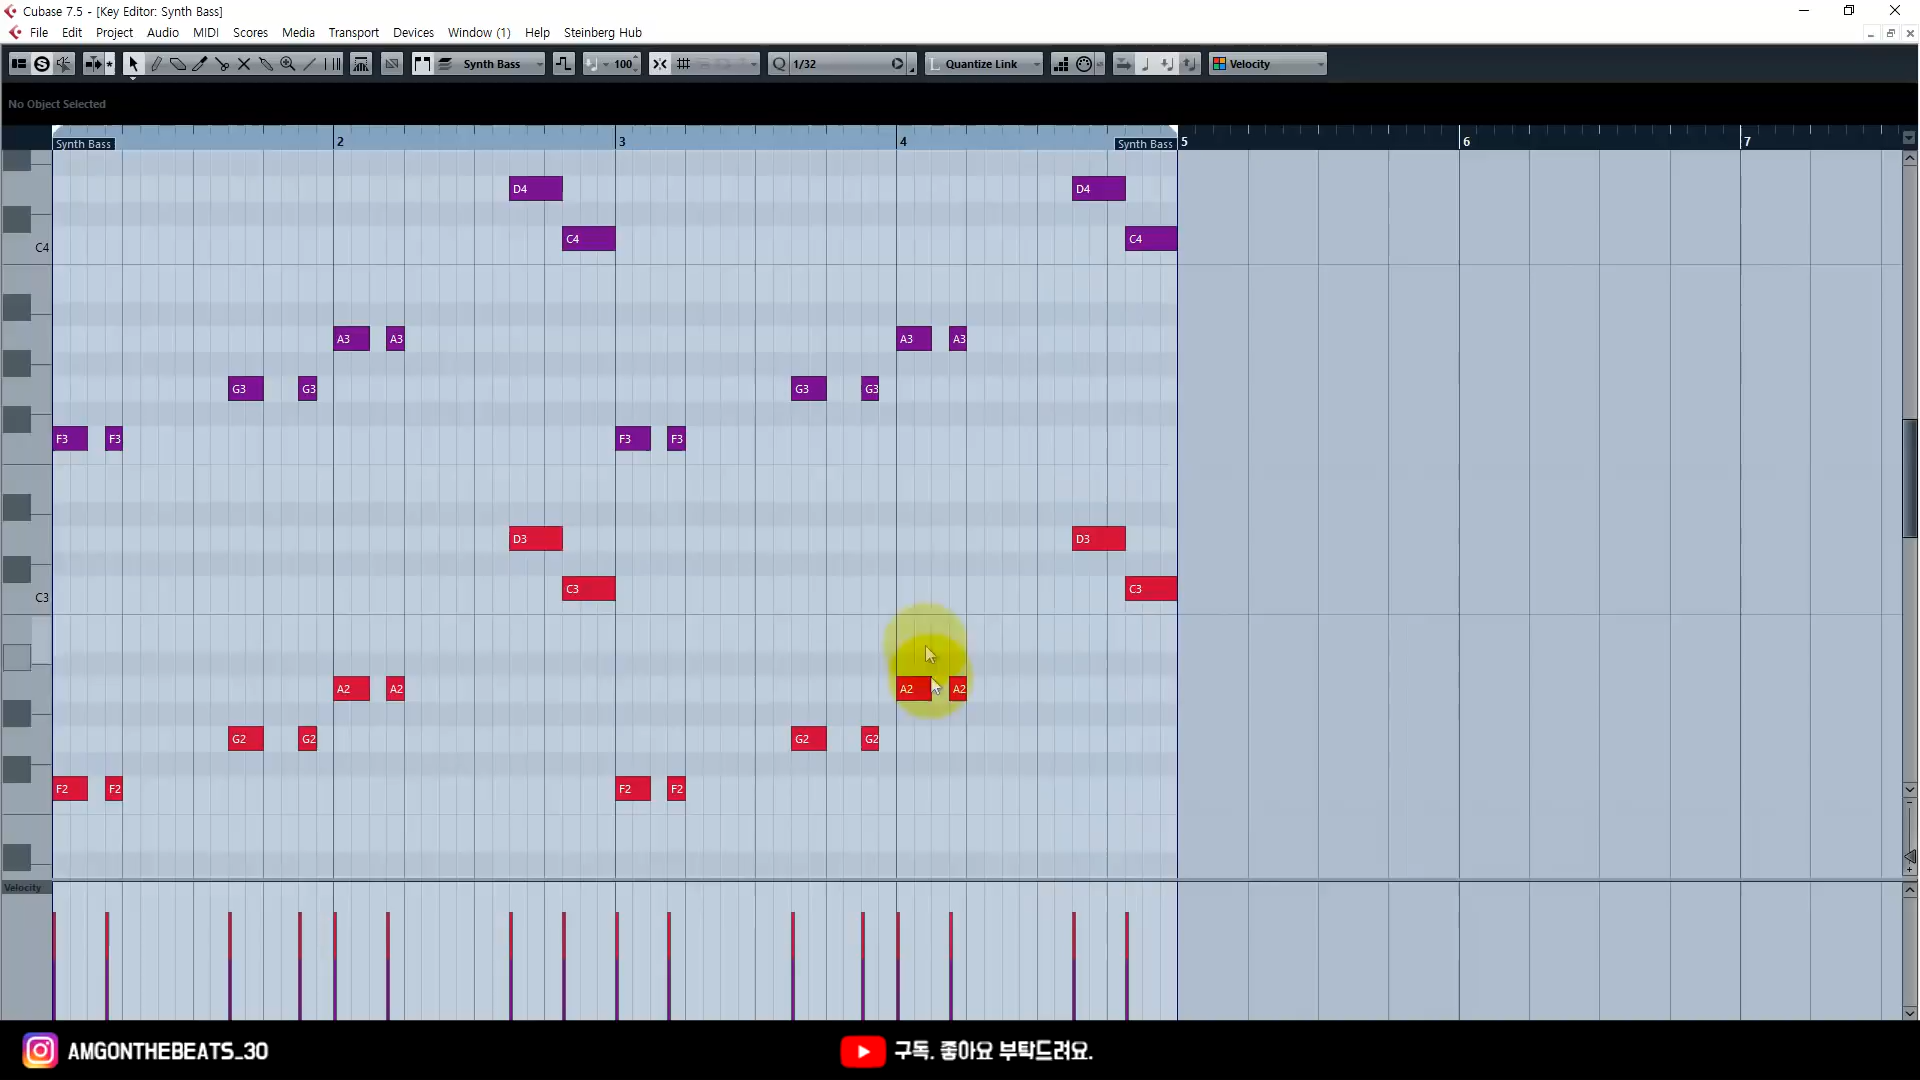 Cubase 7.5 - [Key Editor: Synth Bass]
File Edit Project Audio MIDI Scores Media Transport Devices Window (1) Help Steinberg Hub
Synth Bass 100 Q 1/32 Quantize Link Velocity
No Object Selected
2 3 4 5 6 7
Synth Bass Synth Bass
D4 D4
C4 C4 C4
A3 A3 A3 A3
G3 G3 G3 G3
F3 F3 F3 F3
D3 D3
C3 C3 C3
A2 A2 A2 A2
G2 G2 G2 G2
F2 F2 F2 F2
Velocity
AMGONTHEBEATS_30
구독. 좋아요 부탁드려요.